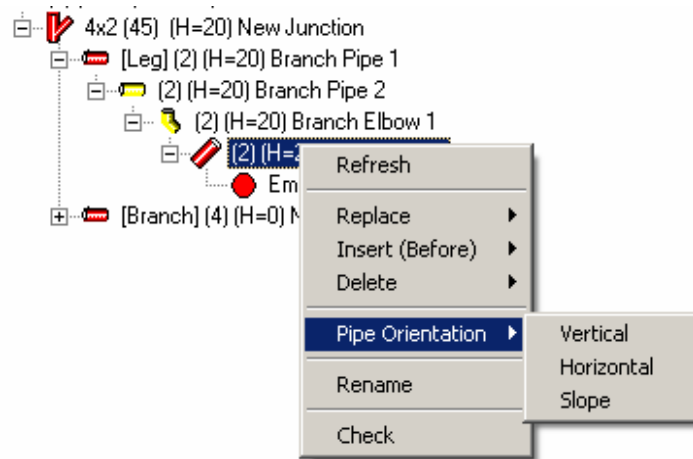 4x2 (45) (H=20) New Junction
[Leg] (2) (H=20) Branch Pipe 1
(2) (H=20) Branch Pipe 2
(2) (H=20) Branch Elbow 1
(2) (H=
Em
[Branch] (4) (H=0)
Refresh
Replace
Insert (Before)
Delete
Pipe Orientation
Rename
Check
Vertical
Horizontal
Slope